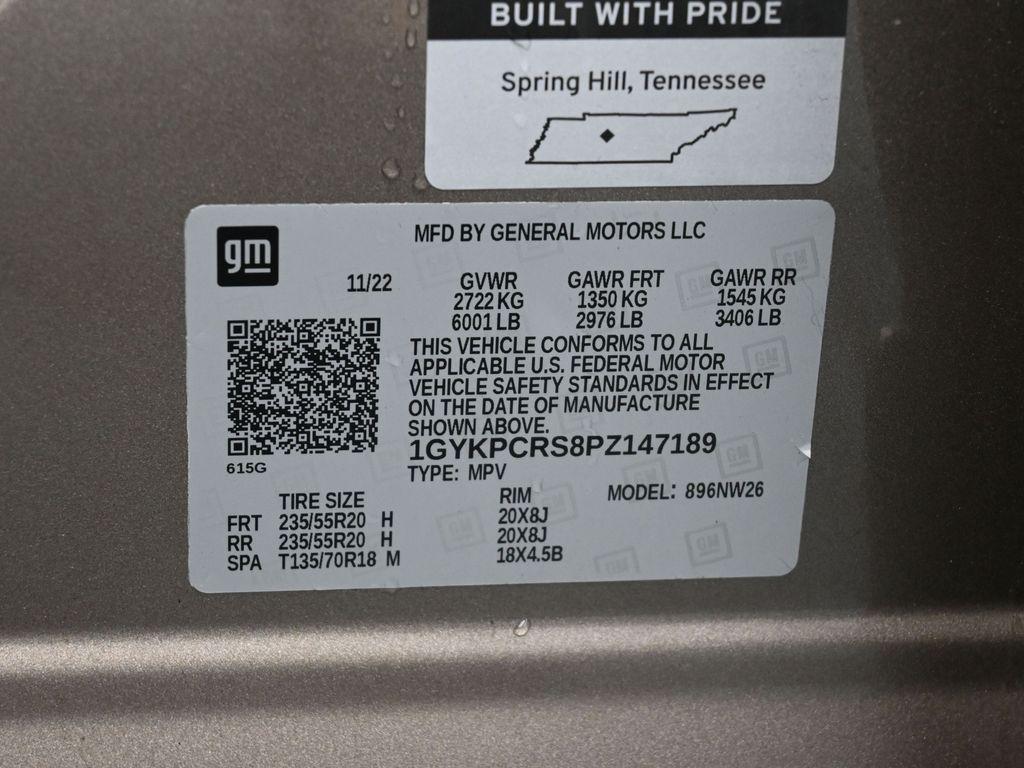 BUILT WITH PRIDE
Spring Hill, Tennessee
gm
MFD BY GENERAL MOTORS LLC
11/22 GVWR GAWR FRT GAWR RR
2722 KG 1350 KG 1545 KG
6001 LB 2976 LB 3406 LB
THIS VEHICLE CONFORMS TO ALL
APPLICABLE U.S. FEDERAL MOTOR
VEHICLE SAFETY STANDARDS IN EFFECT
ON THE DATE OF MANUFACTURE
SHOWN ABOVE.
1GYKPCRS8PZ147189
615G
TYPE: MPV
TIRE SIZE RIM MODEL: 896NW26
FRT 235/55R20 H 20X8J
RR 235/55R20 H 20X8J
SPA T135/70R18 M 18X4.5B